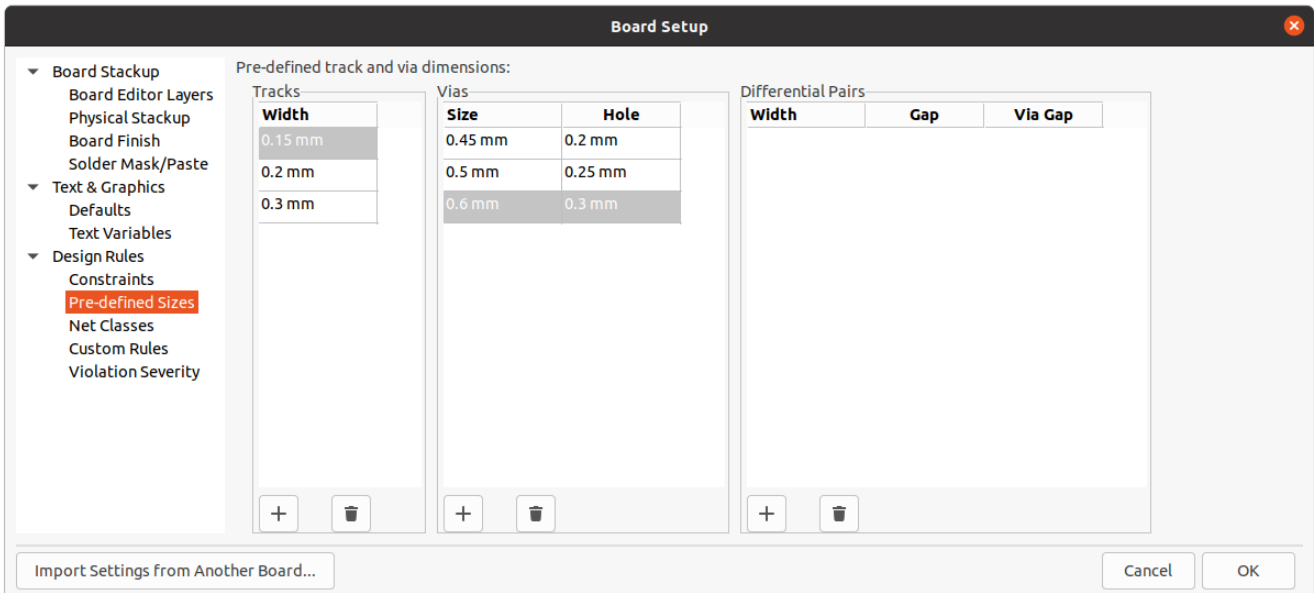 Board Setup
Board Stackup
Board Editor Layers
Physical Stackup
Board Finish
Solder Mask/Paste
Text & Graphics
Defaults
Text Variables
Design Rules
Constraints
Pre-defined Sizes
Net Classes
Custom Rules
Violation Severity
Pre-defined track and via dimensions:
Tracks
Width
0.15 mm
0.2 mm
0.3 mm
Vias
Size Hole
0.45 mm 0.2 mm
0.5 mm 0.25 mm
0.6 mm 0.3 mm
Differential Pairs
Width Gap Via Gap
Import Settings from Another Board...
Cancel
OK